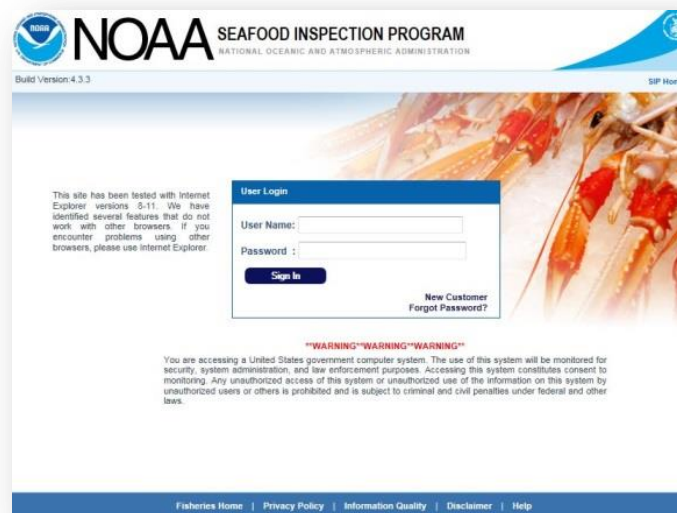 NOAA
NOAA SEAFOOD INSPECTION PROGRAM
NATIONAL OCEANIC AND ATMOSPHERIC ADMINISTRATION
Build Version:4.3.3
SIP Hom
This site has been tested with Internet
Explorer versions 8-11. We have
identified several features that do not
work with other browsers. If you
encounter problems using other
browsers, please use Internet Explorer.
User Login
User Name:
Password :
Sign In
New Customer
Forgot Password?
**WARNING**WARNING**WARNING**
You are accessing a United States government computer system. The use of this system will be monitored for
security, system administration, and law enforcement purposes. Accessing this system constitutes consent to
monitoring. Any unauthorized access of this system or unauthorized use of the information on this system by
unauthorized users or others is prohibited and is subject to criminal and civil penalties under federal and other
laws.
Fisheries Home | Privacy Policy | Information Quality | Disclaimer | Help